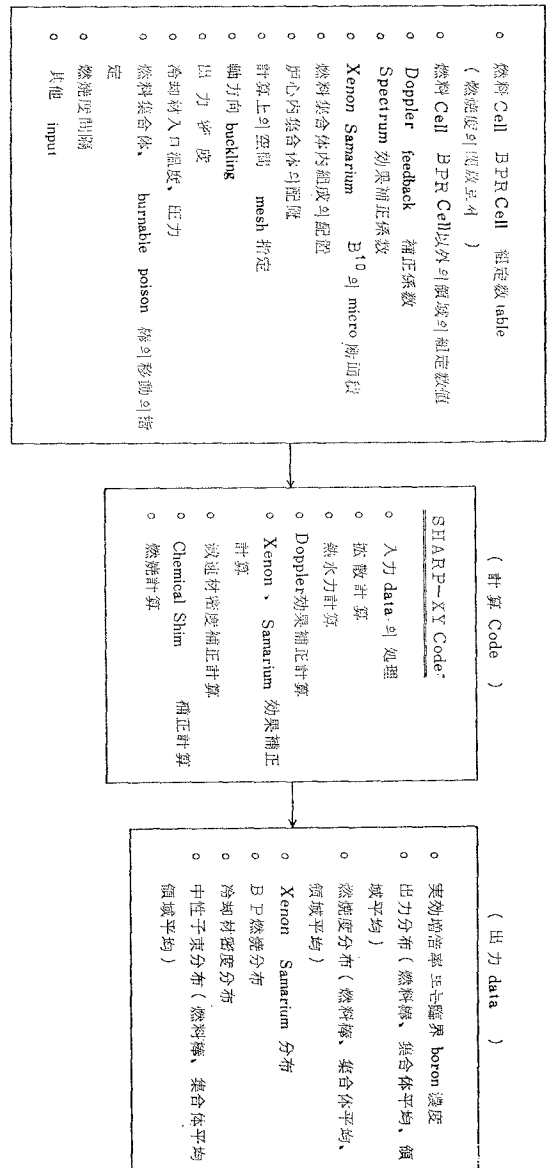 ○ 燃料 Cell BPR Cell 組定数 table
( 燃焼度의 関数로서 )
○ 燃料 Cell BPR Cell 以外의 領域의 組定数値
○ Doppler feedback 補正係数
○ Spectrum 効果補正係数
○ Xenon Samarium B¹⁰ 의 micro 断面積
○ 燃料集合体内組成의 配置
○ 炉心内集合体의 配置
○ 計算上의 空間 mesh 指定
○ 軸方向 buckling
○ 出力密度
○ 冷却材入口温度、圧力
○ 燃料集合体、 burnable poison 棒의 移動의 指
定
○ 燃焼度間隔
○ 其他 input
( 計算 Code )
SHARP-XY Code
○ 入力 data 의 処理
○ 拡散計算
○ 熱水力計算
○ Doppler 効果補正計算
○ Xenon、 Samarium 効果補正
計算
○ 減速材密度補正計算
○ Chemical Shim 補正計算
○ 燃焼計算
( 出力 data )
○ 実効増倍率 또는 臨界 boron 濃度
○ 出力分布 ( 燃料棒、集合体平均、領
域平均 )
○ 燃焼度分布 ( 燃料棒、集合体平均、
領域平均 )
○ Xenon Samarium 分布
○ BP 燃焼分布
○ 冷却材密度分布
○ 中性子束分布 ( 燃料棒、集合体平均
領域平均 )